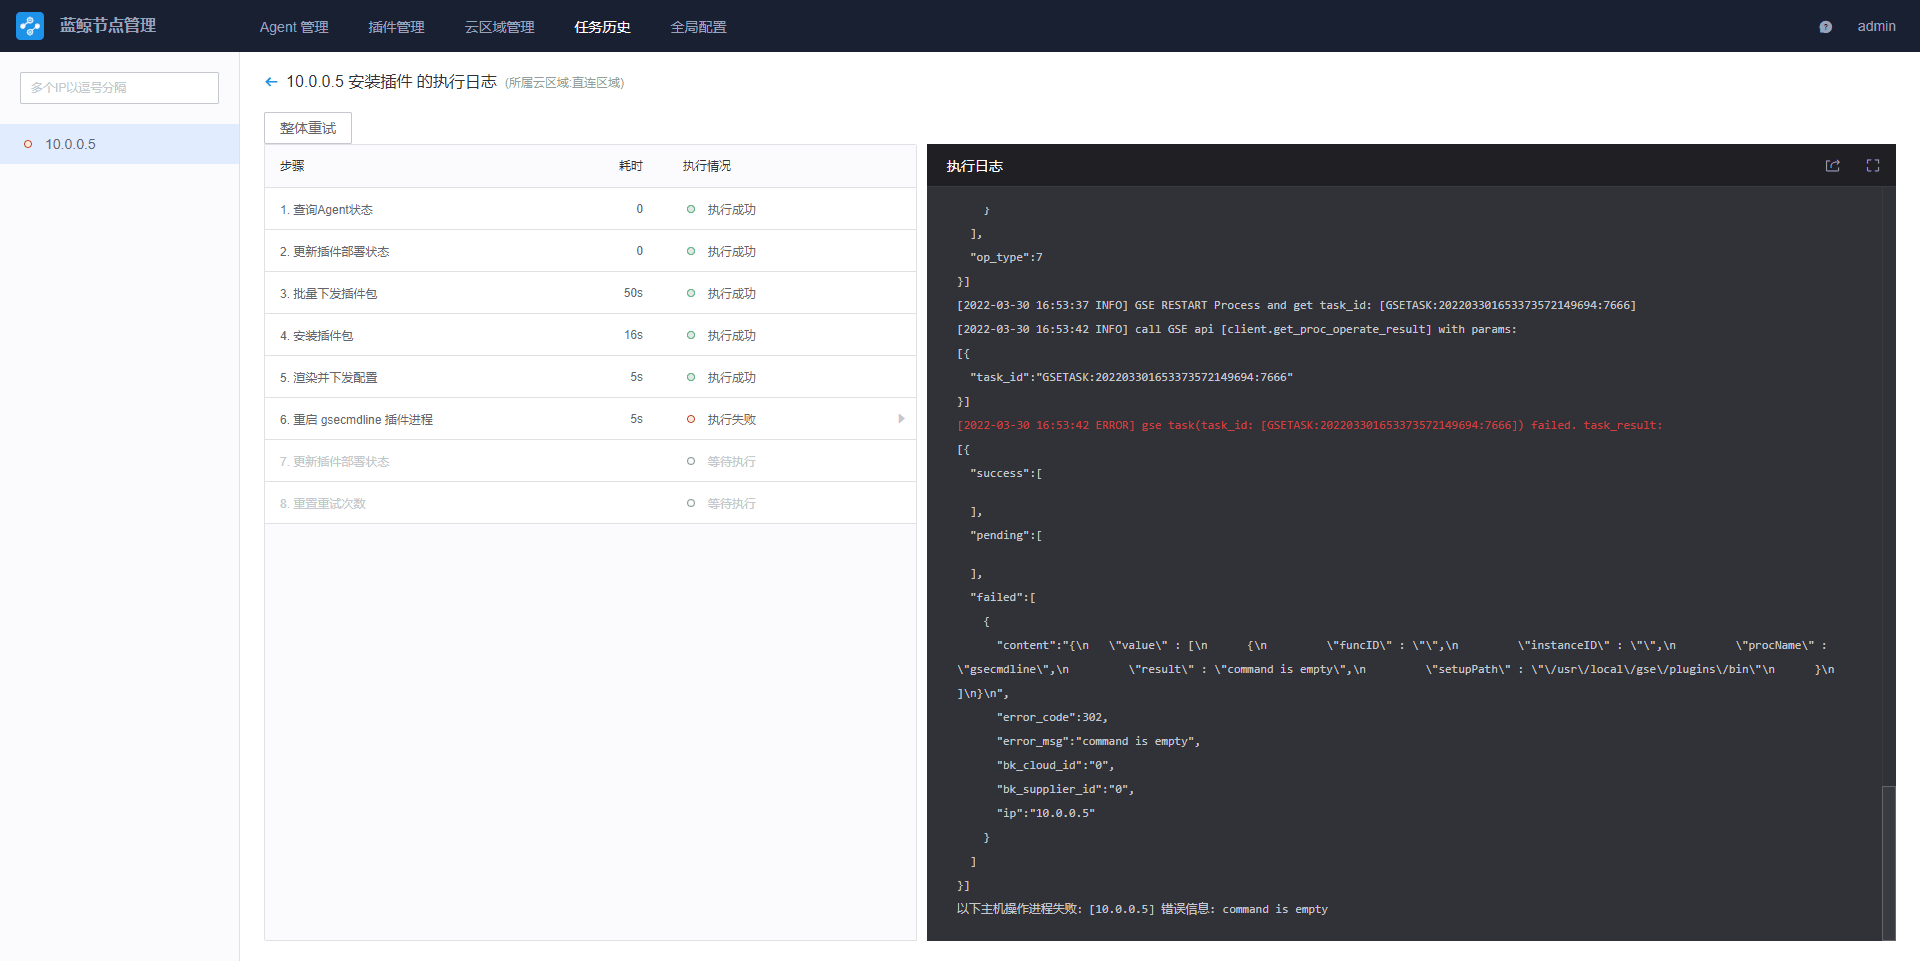 蓝鲸节点管理 Agent 管理 插件管理 云区域管理 任务历史 全局配置 admin
多个IP以逗号分隔
10.0.0.5
10.0.0.5 安装插件 的执行日志 (所属云区域:直连区域)
整体重试
步骤 耗时 执行情况
1. 查询Agent状态 0 执行成功
2. 更新插件部署状态 0 执行成功
3. 批量下发插件包 50s 执行成功
4. 安装插件包 16s 执行成功
5. 渲染并下发配置 5s 执行成功
6. 重启 gsecmdline 插件进程 5s 执行失败
7. 更新插件部署状态 等待执行
8. 重置重试次数 等待执行
执行日志
}
],
"op_type":7
}]
[2022-03-30 16:53:37 INFO] GSE RESTART Process and get task_id: [GSETASK:20220330165337357214969​4:7666]
[2022-03-30 16:53:42 INFO] call GSE api [client.get_proc_operate_result] with params:
[{
"task_id":"GSETASK:20220330165337357214​9694:7666"
}]
[2022-03-30 16:53:42 ERROR] gse task(task_id: [GSETASK:20220330165337357214​9694:7666]) failed. task_result:
[{
"success":[
],
"pending":[
],
"failed":[
{
"content":"{\n   \"value\" : [\n      {\n         \"funcID\" : \"\",\n         \"instanceID\" : \"\",\n         \"procName\" :
\"gsecmdline\",\n         \"result\" : \"command is empty\",\n         \"setupPath\" : \"\/usr\/local\/gse\/plugins\/bin\"\n      }\n
]\n}\n",
"error_code":302,
"error_msg":"command is empty",
"bk_cloud_id":"0",
"bk_supplier_id":"0",
"ip":"10.0.0.5"
}
]
}]
以下主机操作进程失败: [10.0.0.5] 错误信息: command is empty